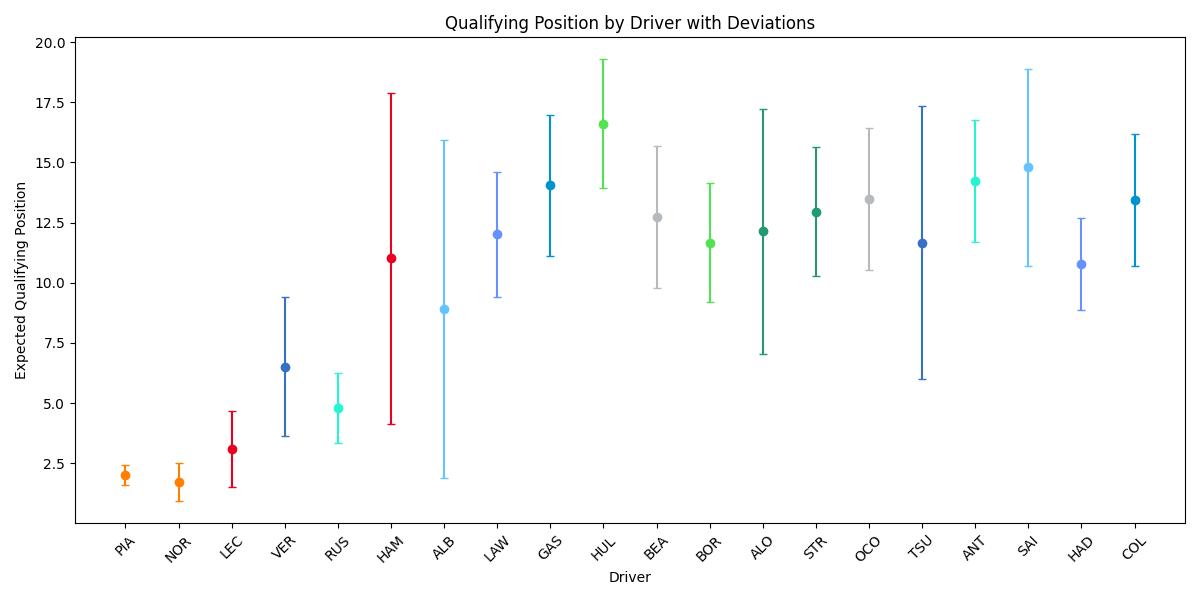 Qualifying Position by Driver with Deviations
Expected Qualifying Position
20.0
17.5
15.0
12.5
10.0
7.5
5.0
2.5
PIA NOR LEC VER RUS HAM ALB LAW GAS HUL BEA BOR ALO STR OCO TSU ANT SAI HAD COL
Driver